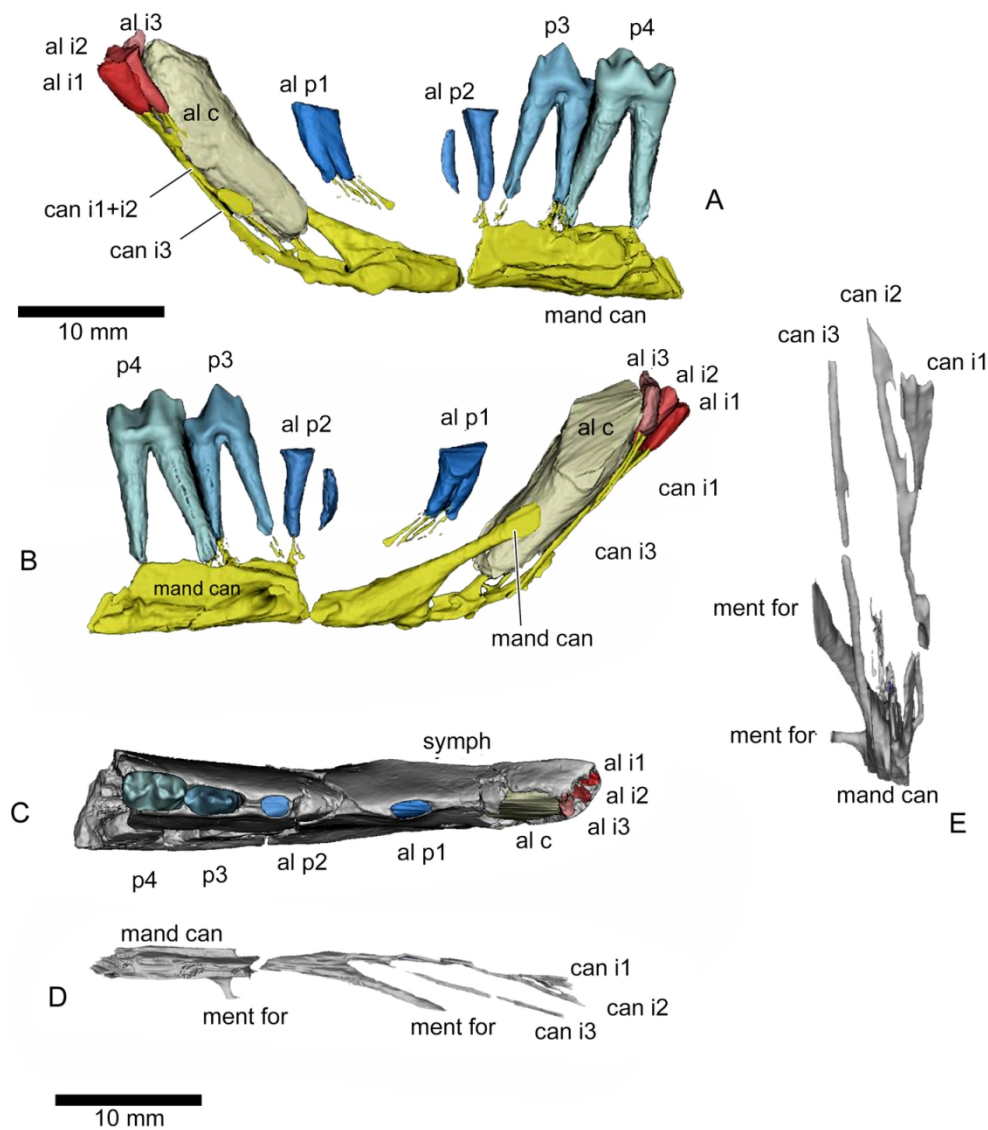 al i3
al i2
al i1
al c
al p1
al p2
p3
p4
can i1+i2
can i3
A
mand can
10 mm
can i2
can i3
can i1
ment for
ment for
mand can
E
p4
p3
al p2
al p1
al c
al i3
al i2
al i1
can i1
can i3
B
mand can
mand can
symph
al i1
al i2
al i3
C
al c
al p1
al p2
p3
p4
mand can
D
ment for
ment for
can i1
can i2
can i3
10 mm